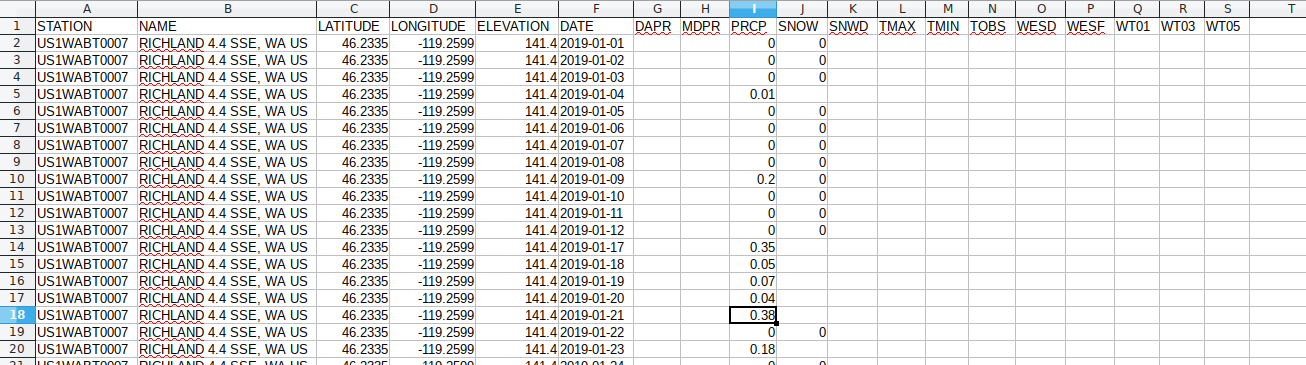 A B C D E F G H I J K L M N O P Q R S T
1 STATION NAME LATITUDE LONGITUDE ELEVATION DATE DAPR MDPR PRCP SNOW SNWD TMAX TMIN TOBS WESD WESF WT01 WT03 WT05
2 US1WABT0007 RICHLAND 4.4 SSE, WA US 46.2335 -119.2599 141.4 2019-01-01 0 0
3 US1WABT0007 RICHLAND 4.4 SSE, WA US 46.2335 -119.2599 141.4 2019-01-02 0 0
4 US1WABT0007 RICHLAND 4.4 SSE, WA US 46.2335 -119.2599 141.4 2019-01-03 0 0
5 US1WABT0007 RICHLAND 4.4 SSE, WA US 46.2335 -119.2599 141.4 2019-01-04 0.01
6 US1WABT0007 RICHLAND 4.4 SSE, WA US 46.2335 -119.2599 141.4 2019-01-05 0 0
7 US1WABT0007 RICHLAND 4.4 SSE, WA US 46.2335 -119.2599 141.4 2019-01-06 0 0
8 US1WABT0007 RICHLAND 4.4 SSE, WA US 46.2335 -119.2599 141.4 2019-01-07 0 0
9 US1WABT0007 RICHLAND 4.4 SSE, WA US 46.2335 -119.2599 141.4 2019-01-08 0 0
10 US1WABT0007 RICHLAND 4.4 SSE, WA US 46.2335 -119.2599 141.4 2019-01-09 0.2 0
11 US1WABT0007 RICHLAND 4.4 SSE, WA US 46.2335 -119.2599 141.4 2019-01-10 0 0
12 US1WABT0007 RICHLAND 4.4 SSE, WA US 46.2335 -119.2599 141.4 2019-01-11 0 0
13 US1WABT0007 RICHLAND 4.4 SSE, WA US 46.2335 -119.2599 141.4 2019-01-12 0 0
14 US1WABT0007 RICHLAND 4.4 SSE, WA US 46.2335 -119.2599 141.4 2019-01-17 0.35
15 US1WABT0007 RICHLAND 4.4 SSE, WA US 46.2335 -119.2599 141.4 2019-01-18 0.05
16 US1WABT0007 RICHLAND 4.4 SSE, WA US 46.2335 -119.2599 141.4 2019-01-19 0.07
17 US1WABT0007 RICHLAND 4.4 SSE, WA US 46.2335 -119.2599 141.4 2019-01-20 0.04
18 US1WABT0007 RICHLAND 4.4 SSE, WA US 46.2335 -119.2599 141.4 2019-01-21 0.38
19 US1WABT0007 RICHLAND 4.4 SSE, WA US 46.2335 -119.2599 141.4 2019-01-22 0 0
20 US1WABT0007 RICHLAND 4.4 SSE, WA US 46.2335 -119.2599 141.4 2019-01-23 0.18